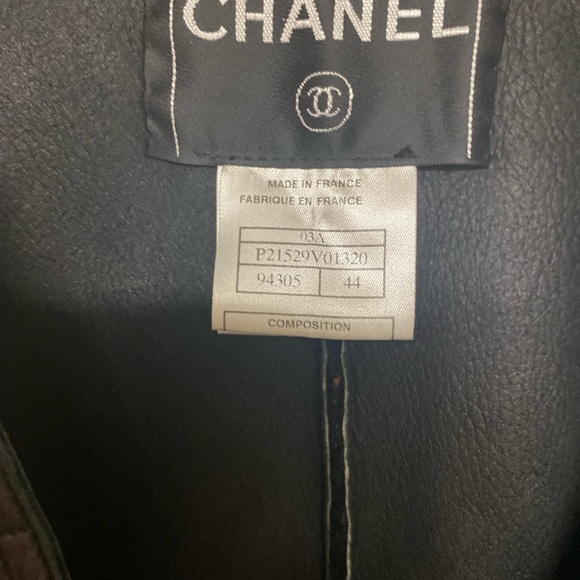 CHANEL
MADE IN FRANCE
FABRIQUE EN FRANCE
03A
P21529V01320
94305 44
COMPOSITION